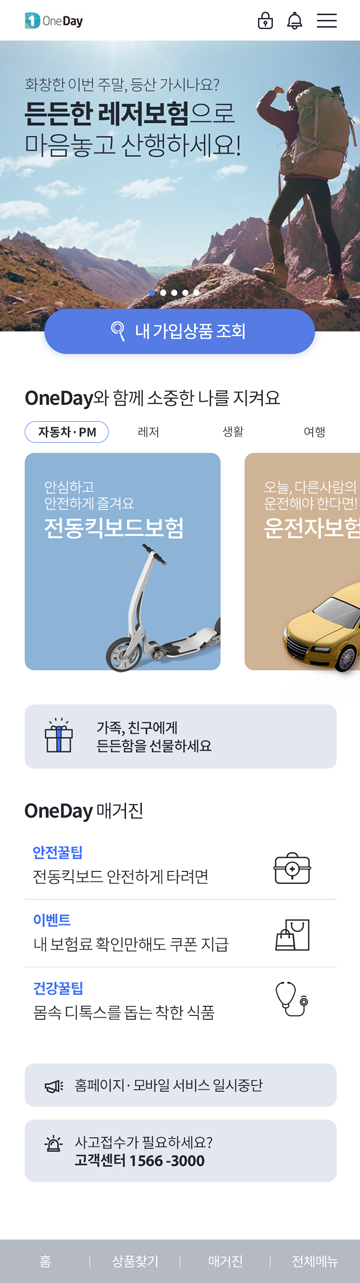 OneDay
화창한 이번 주말, 등산 가시나요?
든든한 레저보험으로
마음놓고 산행하세요!
내 가입상품 조회
OneDay와 함께 소중한 나를 지켜요
자동차·PM 레저 생활 여행
안심하고
안전하게 즐겨요
전동킥보드보험
오늘, 다른사람의
운전해야 한다면!
운전자보험
가족, 친구에게
든든함을 선물하세요
OneDay 매거진
안전꿀팁
전동킥보드 안전하게 타려면
이벤트
내 보험료 확인만해도 쿠폰 지급
건강꿀팁
몸속 디톡스를 돕는 착한 식품
홈페이지·모바일 서비스 일시중단
사고접수가 필요하세요?
고객센터 1566 -3000
홈 상품찾기 매거진 전체메뉴